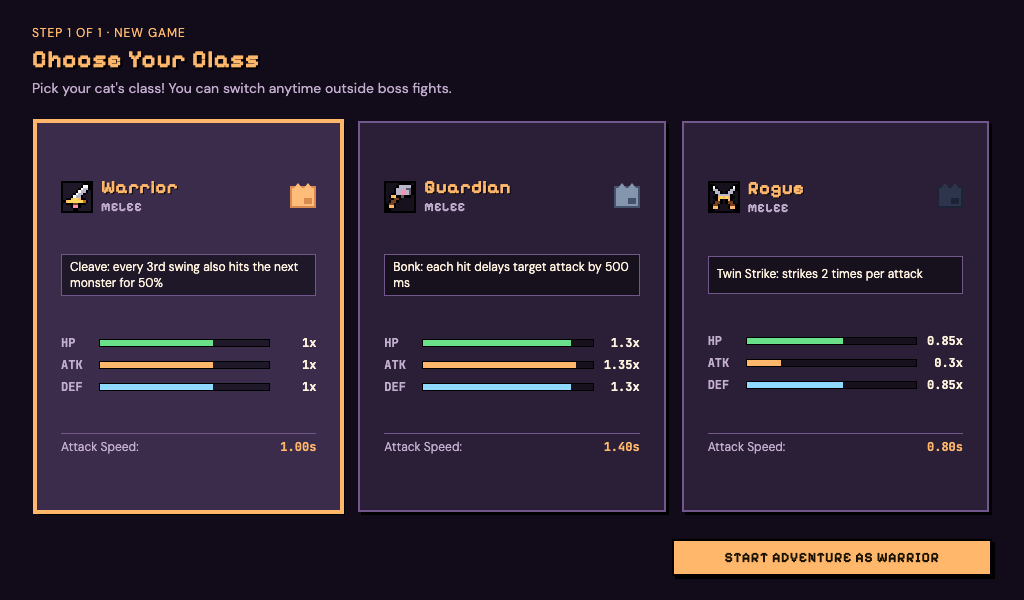 STEP 1 OF 1 · NEW GAME
Choose Your Class
Pick your cat's class! You can switch anytime outside boss fights.
Warrior
MELEE
Cleave: every 3rd swing also hits the next
monster for 50%
HP 1x
ATK 1x
DEF 1x
Attack Speed: 1.00s
Guardian
MELEE
Bonk: each hit delays target attack by 500
ms
HP 1.3x
ATK 1.35x
DEF 1.3x
Attack Speed: 1.40s
Rogue
MELEE
Twin Strike: strikes 2 times per attack
HP 0.85x
ATK 0.3x
DEF 0.85x
Attack Speed: 0.80s
START ADVENTURE AS WARRIOR